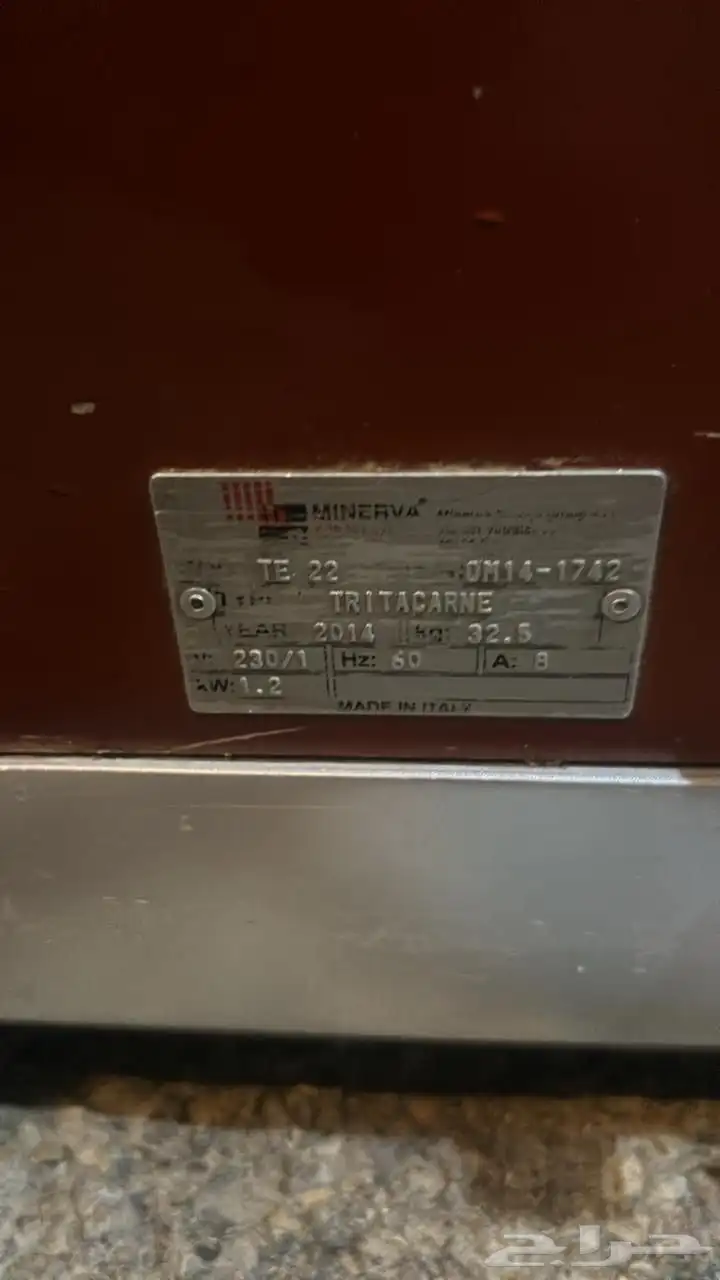 MINERVA®
TE 22 OM14-1742
TRITACARNE
YEAR 2014 kg: 32.5
230/1 Hz: 60 A: 8
kW: 1.2
MADE IN ITALY
حراج